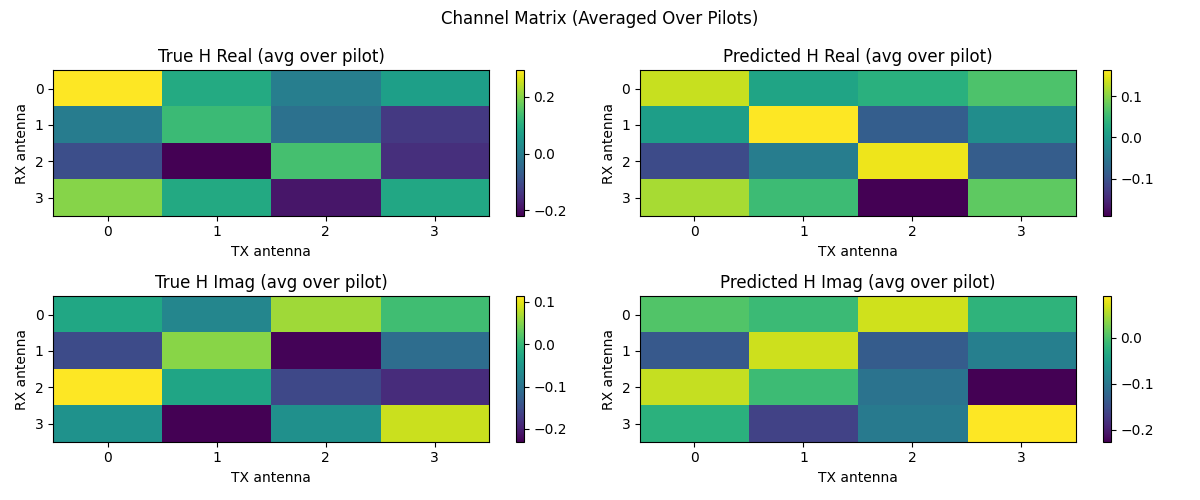 Channel Matrix (Averaged Over Pilots)
True H Real (avg over pilot)
RX antenna
0
1
2
3
0 1 2 3
TX antenna
0.2
0.0
−0.2
Predicted H Real (avg over pilot)
RX antenna
0
1
2
3
0 1 2 3
TX antenna
0.1
0.0
−0.1
True H Imag (avg over pilot)
RX antenna
0
1
2
3
0 1 2 3
TX antenna
0.1
0.0
−0.1
−0.2
Predicted H Imag (avg over pilot)
RX antenna
0
1
2
3
0 1 2 3
TX antenna
0.0
−0.1
−0.2